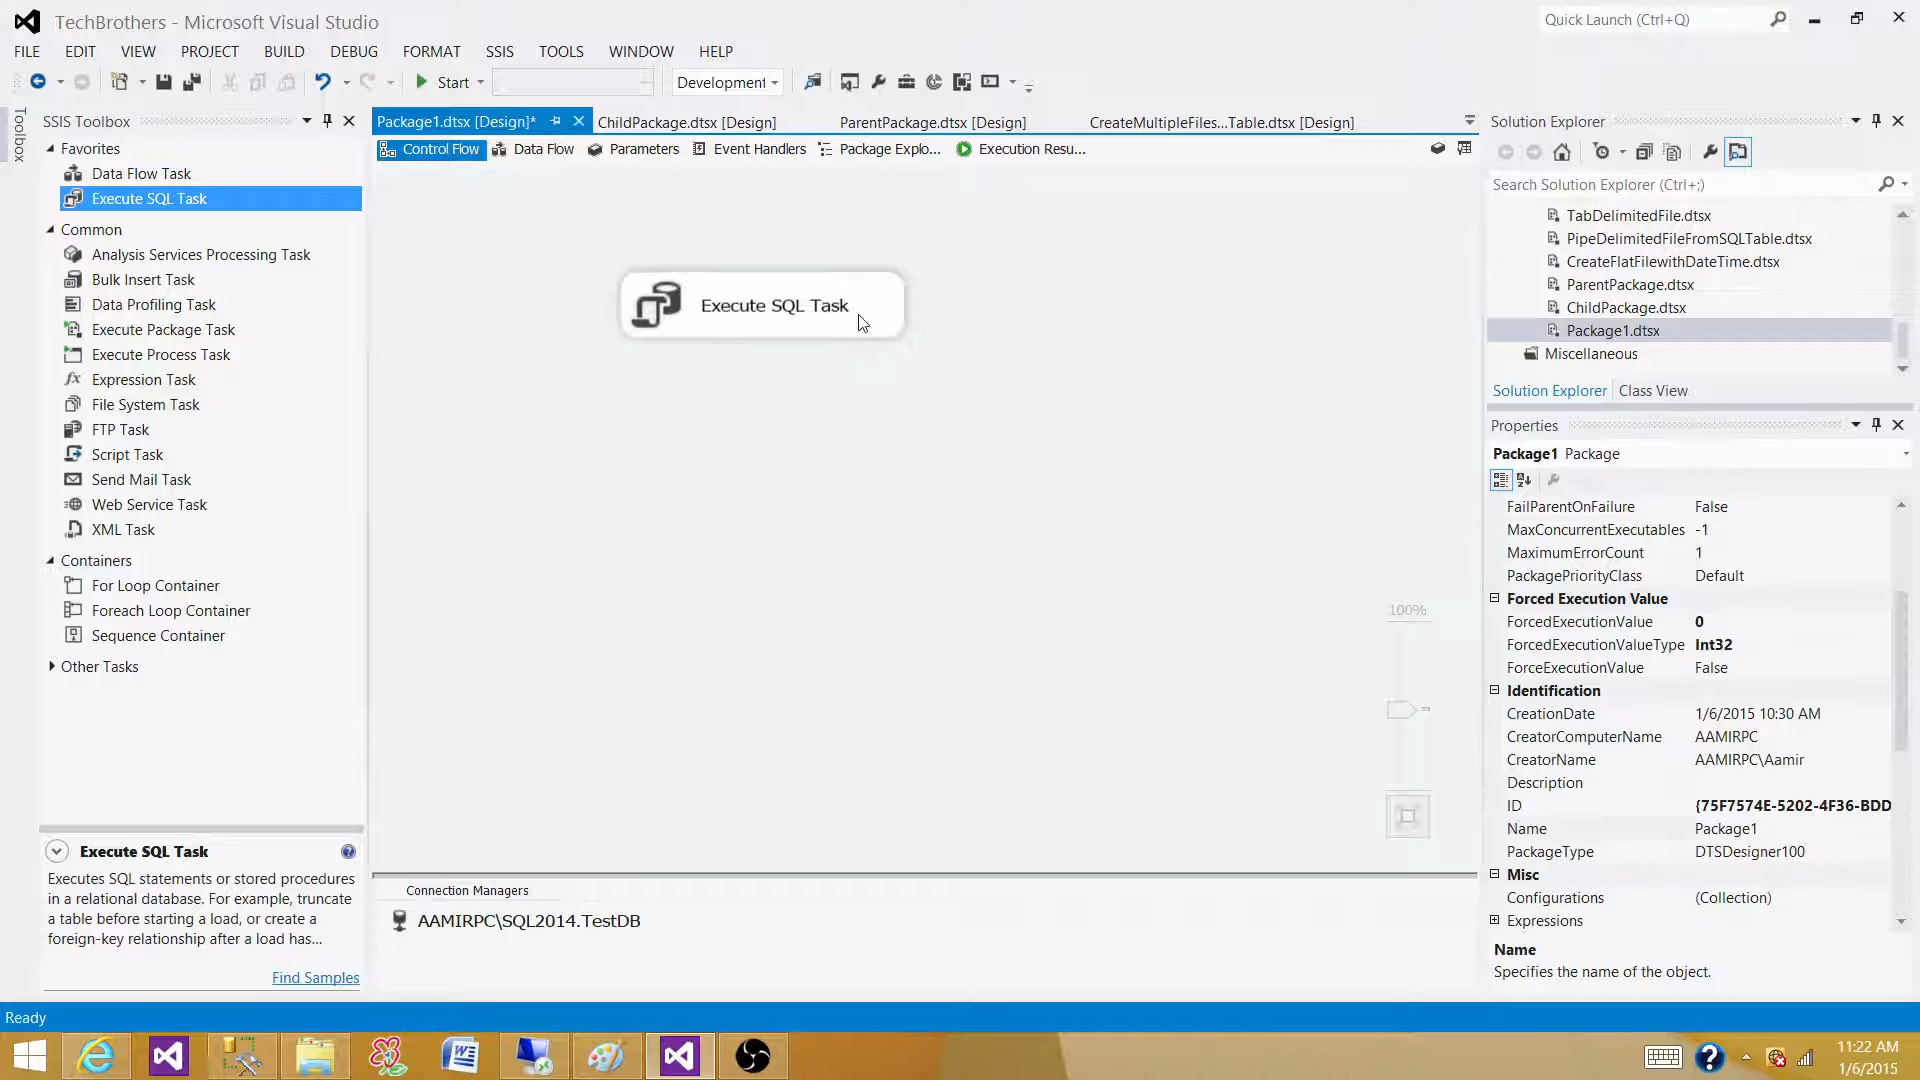 TechBrothers - Microsoft Visual Studio
Quick Launch (Ctrl+Q)
FILE EDIT VIEW PROJECT BUILD DEBUG FORMAT SSIS TOOLS WINDOW HELP
Start
Development
Toolbox
SSIS Toolbox
Favorites
Data Flow Task
Execute SQL Task
Common
Analysis Services Processing Task
Bulk Insert Task
Data Profiling Task
Execute Package Task
Execute Process Task
Expression Task
File System Task
FTP Task
Script Task
Send Mail Task
Web Service Task
XML Task
Containers
For Loop Container
Foreach Loop Container
Sequence Container
Other Tasks
Execute SQL Task
Executes SQL statements or stored procedures
in a relational database. For example, truncate
a table before starting a load, or create a
foreign-key relationship after a load has...
Find Samples
Package1.dtsx [Design]* ChildPackage.dtsx [Design] ParentPackage.dtsx [Design] CreateMultipleFiles...Table.dtsx [Design]
Control Flow Data Flow Parameters Event Handlers Package Explo... Execution Resu...
Execute SQL Task
100%
Connection Managers
AAMIRPC\SQL2014.TestDB
Solution Explorer
Search Solution Explorer (Ctrl+;)
TabDelimitedFile.dtsx
PipeDelimitedFileFromSQLTable.dtsx
CreateFlatFilewithDateTime.dtsx
ParentPackage.dtsx
ChildPackage.dtsx
Package1.dtsx
Miscellaneous
Solution Explorer Class View
Properties
Package1 Package
FailParentOnFailure False
MaxConcurrentExecutables -1
MaximumErrorCount 1
PackagePriorityClass Default
Forced Execution Value
ForcedExecutionValue 0
ForcedExecutionValueType Int32
ForceExecutionValue False
Identification
CreationDate 1/6/2015 10:30 AM
CreatorComputerName AAMIRPC
CreatorName AAMIRPC\Aamir
Description
ID {75F7574E-5202-4F36-BDD
Name Package1
PackageType DTSDesigner100
Misc
Configurations (Collection)
Expressions
Name
Specifies the name of the object.
Ready
11:22 AM
1/6/2015